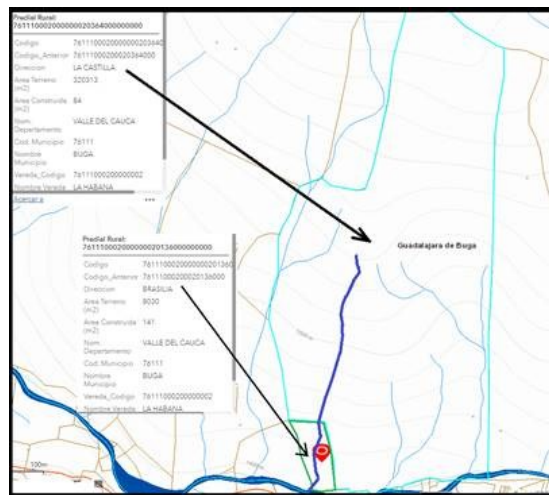 Predial Rural:
761110002000000020364000000000
Codigo 7611100020000000020364(
Codigo_Anterior 76111000200020364000
Direccion LA CASTILLA
Area Terreno (m2) 320313
Area Construida (m2) 84
Nom Departamento VALLE DEL CAUCA
Cod. Municipio 76111
Nombre Municipio BUGA
Vereda_Codigo 76111000200000002
Nombre Vereda LA HABANA
Acercar a
Guadalajara de Buga
Predial Rural:
761110002000000020136000000000
Codigo 761110002000000020136(
Codigo_Anterior 76111000200020136000
Direccion BRASILIA
Area Terreno (m2) 9030
Area Construida (m2) 141
Nom. Departamento VALLE DEL CAUCA
Cod. Municipio 76111
Nombre Municipio BUGA
Vereda_Codigo 76111000200000002
Nombre Vereda LA HABANA
100m